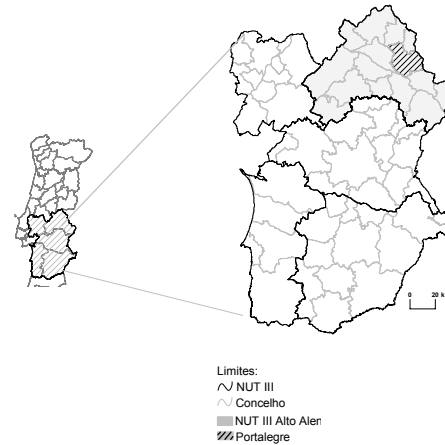 0 20 k
Limites:
NUT III
Concelho
NUT III Alto Alen
Portalegre